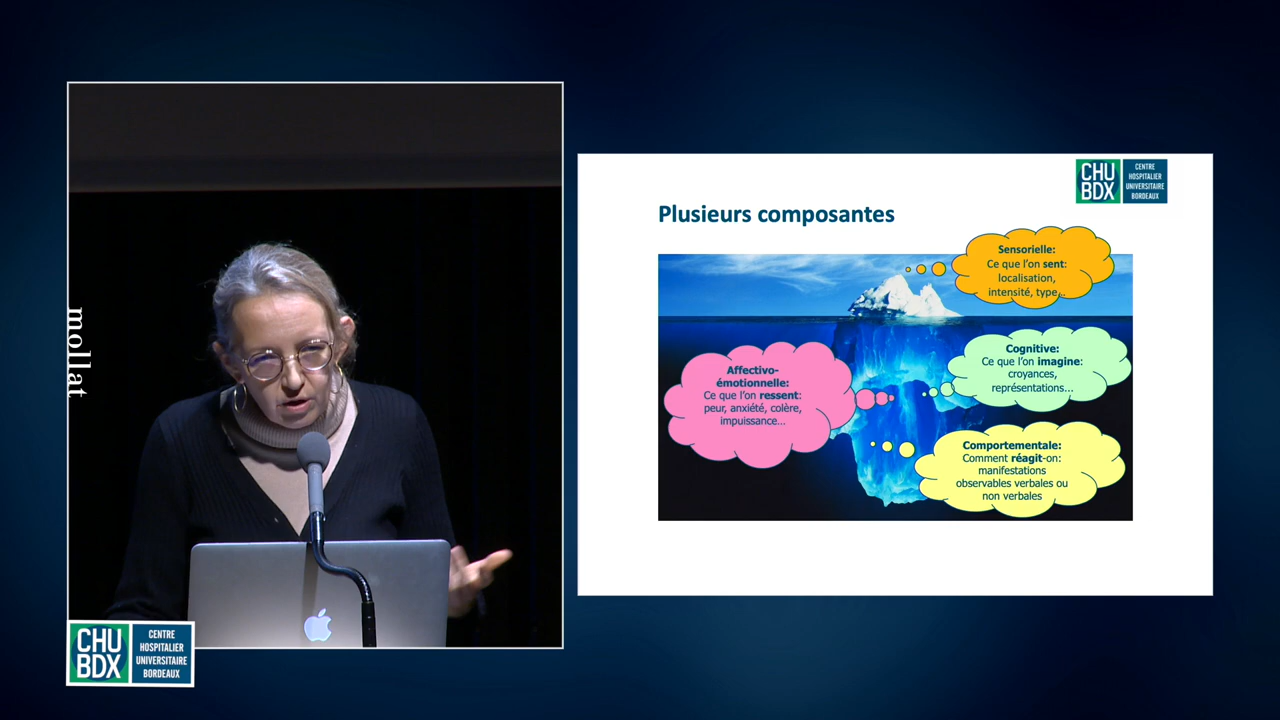 mollat
CHU
BDX
CENTRE
HOSPITALIER
UNIVERSITAIRE
BORDEAUX
CHU
BDX
CENTRE
HOSPITALIER
UNIVERSITAIRE
BORDEAUX
Plusieurs composantes
Sensorielle:
Ce que l'on sent:
localisation,
intensité, type…
Cognitive:
Ce que l'on imagine:
croyances,
représentations…
Affectivo-
émotionnelle:
Ce que l'on ressent:
peur, anxiété, colère,
impuissance…
Comportementale:
Comment réagit-on:
manifestations
observables verbales ou
non verbales